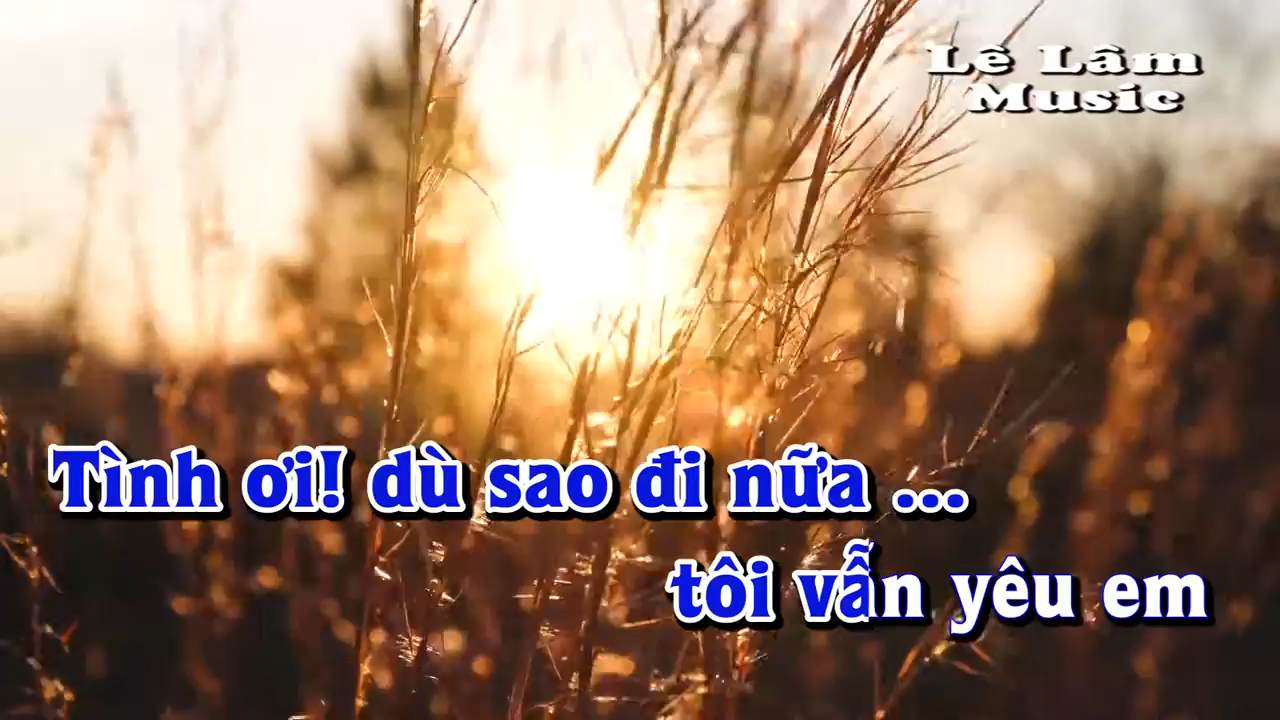 Lê Lâm
Music
Tình ơi! dù sao đi nữa ...
tôi vẫn yêu em